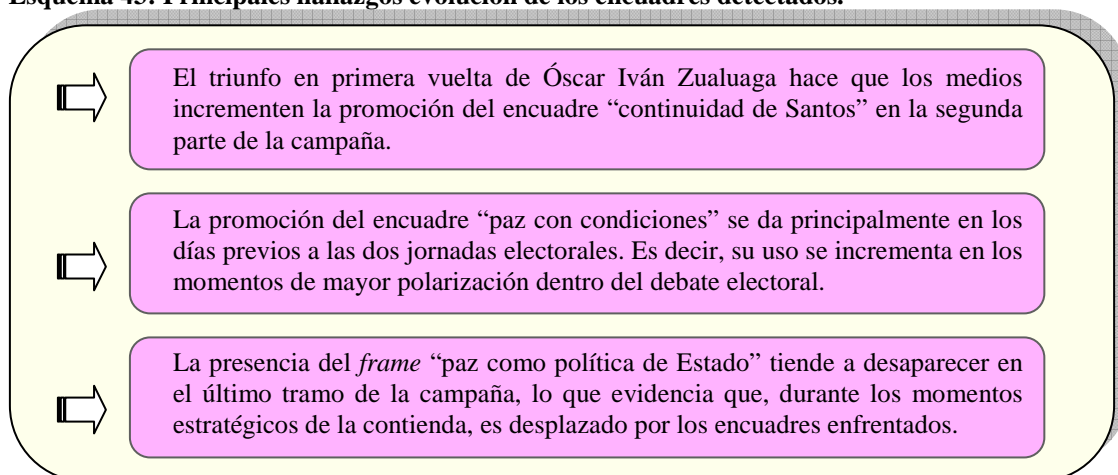 Esquema 45: Principales hallazgos evolución de los encuadres detectados.
El triunfo en primera vuelta de Óscar Iván Zualuaga hace que los medios
incrementen la promoción del encuadre “continuidad de Santos” en la segunda
parte de la campaña.
La promoción del encuadre “paz con condiciones” se da principalmente en los
días previos a las dos jornadas electorales. Es decir, su uso se incrementa en los
momentos de mayor polarización dentro del debate electoral.
La presencia del frame “paz como política de Estado” tiende a desaparecer en
el último tramo de la campaña, lo que evidencia que, durante los momentos
estratégicos de la contienda, es desplazado por los encuadres enfrentados.